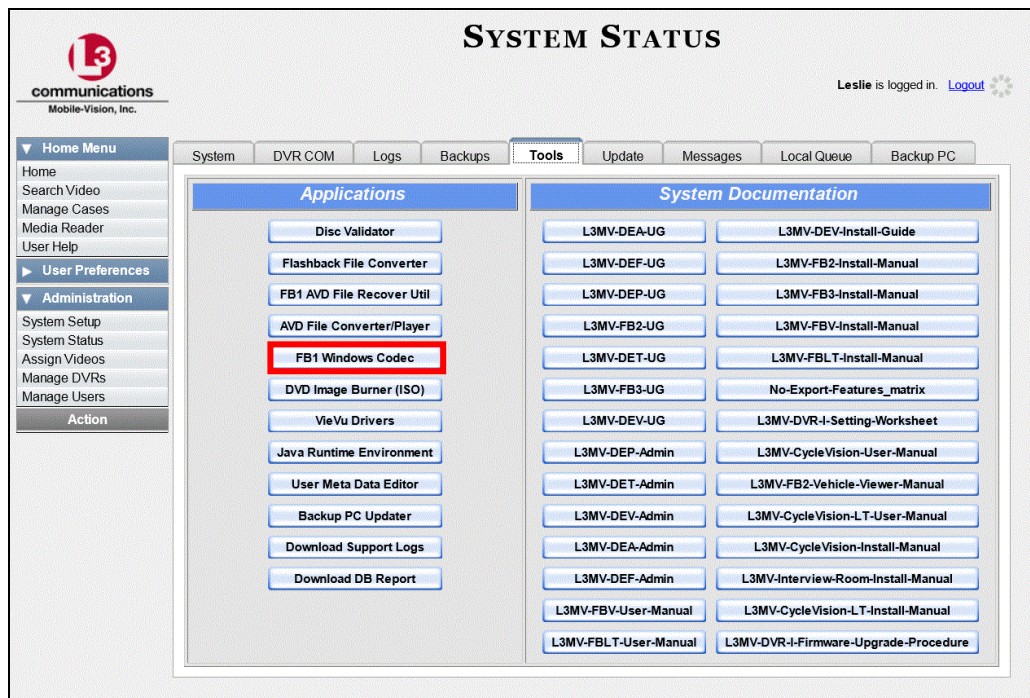 SYSTEM STATUS
L3
communications
Mobile-Vision, Inc.
Leslie is logged in. Logout
Home Menu
Home
Search Video
Manage Cases
Media Reader
User Help
User Preferences
Administration
System Setup
System Status
Assign Videos
Manage DVRs
Manage Users
Action
System DVR COM Logs Backups Tools Update Messages Local Queue Backup PC
Applications
Disc Validator
Flashback File Converter
FB1 AVD File Recover Util
AVD File Converter/Player
FB1 Windows Codec
DVD Image Burner (ISO)
VieVu Drivers
Java Runtime Environment
User Meta Data Editor
Backup PC Updater
Download Support Logs
Download DB Report
System Documentation
L3MV-DEA-UG L3MV-DEV-Install-Guide
L3MV-DEF-UG L3MV-FB2-Install-Manual
L3MV-DEP-UG L3MV-FB3-Install-Manual
L3MV-FB2-UG L3MV-FBV-Install-Manual
L3MV-DET-UG L3MV-FBLT-Install-Manual
L3MV-FB3-UG No-Export-Features_matrix
L3MV-DEV-UG L3MV-DVR-I-Setting-Worksheet
L3MV-DEP-Admin L3MV-CycleVision-User-Manual
L3MV-DET-Admin L3MV-FB2-Vehicle-Viewer-Manual
L3MV-DEV-Admin L3MV-CycleVision-LT-User-Manual
L3MV-DEA-Admin L3MV-CycleVision-Install-Manual
L3MV-DEF-Admin L3MV-Interview-Room-Install-Manual
L3MV-FBV-User-Manual L3MV-CycleVision-LT-Install-Manual
L3MV-FBLT-User-Manual L3MV-DVR-I-Firmware-Upgrade-Procedure